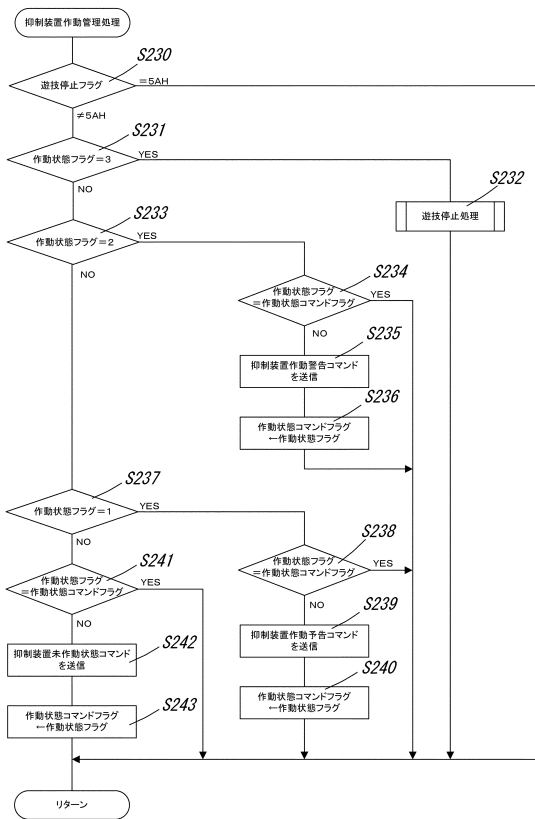 抑制装置作動管理処理
S230
遊技停止フラグ
=5AH
≠5AH
S231
作動状態フラグ=3
YES
NO
S232
遊技停止処理
S233
作動状態フラグ=2
YES
NO
S234
作動状態フラグ
=作動状態コマンドフラグ
YES
NO
S235
抑制装置作動警告コマンド
を送信
S236
作動状態コマンドフラグ
←作動状態フラグ
S237
作動状態フラグ=1
YES
NO
S238
作動状態フラグ
=作動状態コマンドフラグ
YES
NO
S239
抑制装置作動予告コマンド
を送信
S240
作動状態コマンドフラグ
←作動状態フラグ
S241
作動状態フラグ
=作動状態コマンドフラグ
YES
NO
S242
抑制装置未作動状態コマンド
を送信
S243
作動状態コマンドフラグ
←作動状態フラグ
リターン